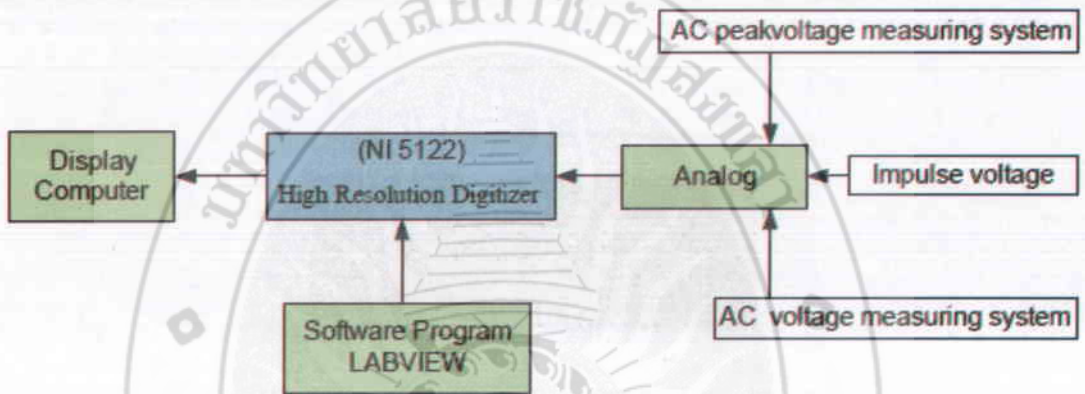 AC peakvoltage measuring system
Display
Computer
(NI 5122)
High Resolution Digitizer
Analog
Impulse voltage
Software Program
LABVIEW
AC voltage measuring system